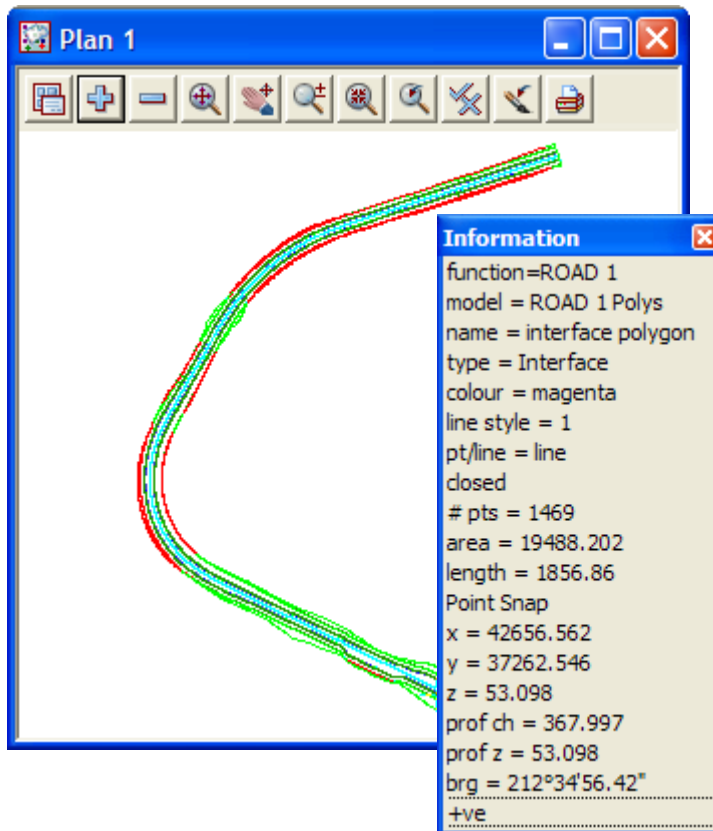 Plan 1
Information
function=ROAD 1
model = ROAD 1 Polys
name = interface polygon
type = Interface
colour = magenta
line style = 1
pt/line = line
closed
# pts = 1469
area = 19488.202
length = 1856.86
Point Snap
x = 42656.562
y = 37262.546
z = 53.098
prof ch = 367.997
prof z = 53.098
brg = 212°34'56.42"
+ve